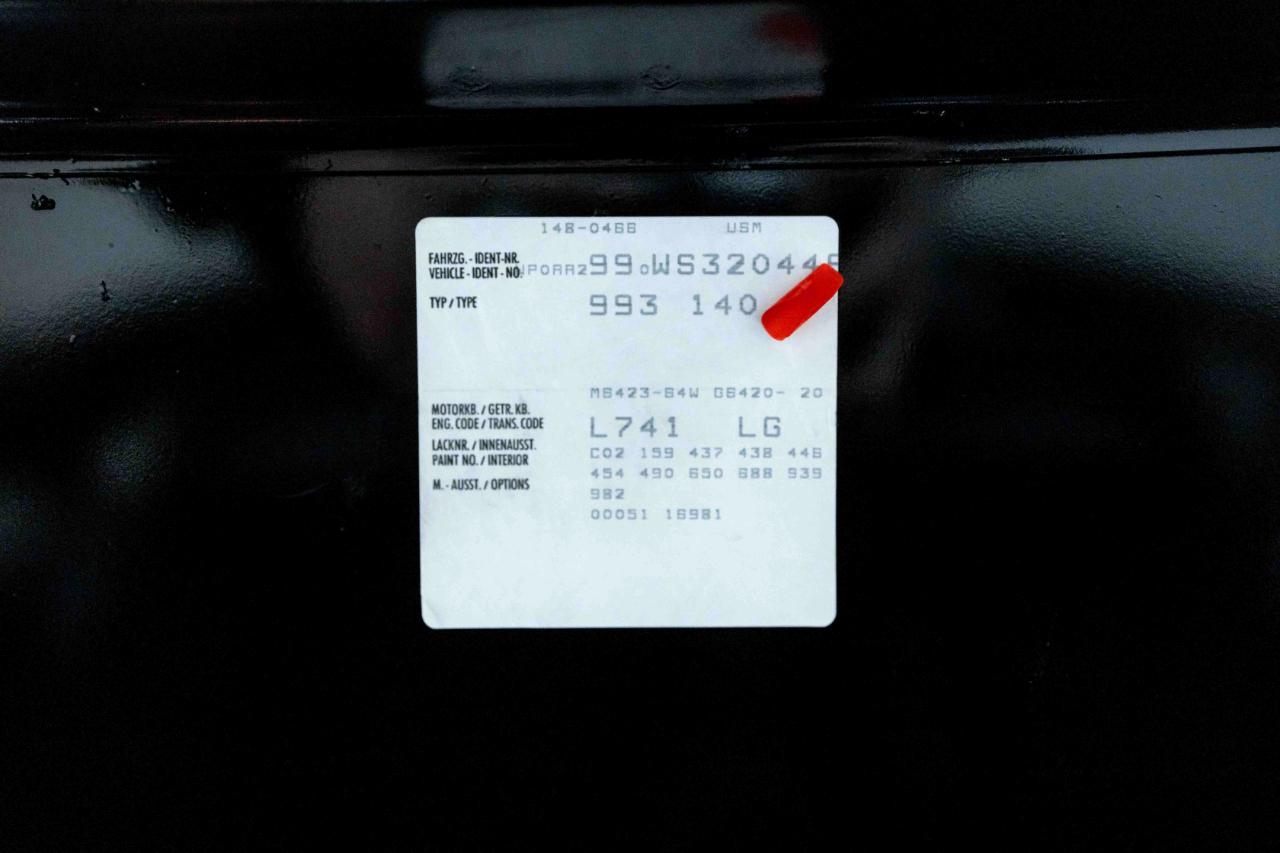 148-0466 USM
FAHRZG. - IDENT-NR.
VEHICLE - IDENT - NO. WP0AA299 WS320446
TYP / TYPE 993 140
M6423-64W G6420- 20
MOTORKB. / GETR. KB.
ENG. CODE / TRANS. CODE L741 LG
LACKNR. / INNENAUSST.
PAINT NO. / INTERIOR
M. - AUSST. / OPTIONS
C02 159 437 438 446
454 490 650 688 939
982
00051 16981